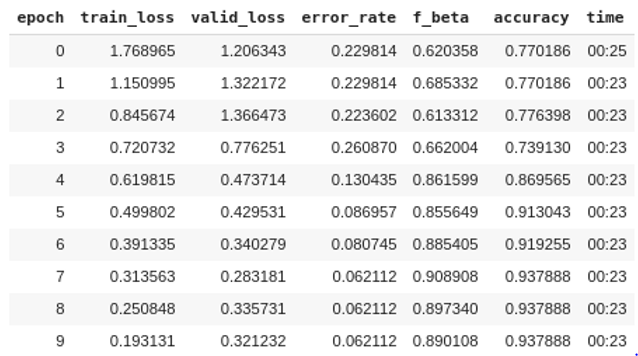 epoch train_loss valid_loss error_rate f_beta accuracy time
0 1.768965 1.206343 0.229814 0.620358 0.770186 00:25
1 1.150995 1.322172 0.229814 0.685332 0.770186 00:23
2 0.845674 1.366473 0.223602 0.613312 0.776398 00:23
3 0.720732 0.776251 0.260870 0.662004 0.739130 00:23
4 0.619815 0.473714 0.130435 0.861599 0.869565 00:23
5 0.499802 0.429531 0.086957 0.855649 0.913043 00:23
6 0.391335 0.340279 0.080745 0.885405 0.919255 00:23
7 0.313563 0.283181 0.062112 0.908908 0.937888 00:23
8 0.250848 0.335731 0.062112 0.897340 0.937888 00:23
9 0.193131 0.321232 0.062112 0.890108 0.937888 00:23